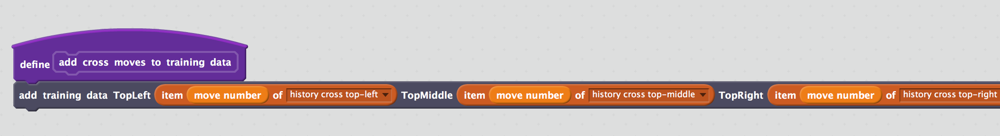 define add cross moves to training data
add training data TopLeft item move number of history cross top-left TopMiddle item move number of history cross top-middle TopRight item move number of history cross top-right